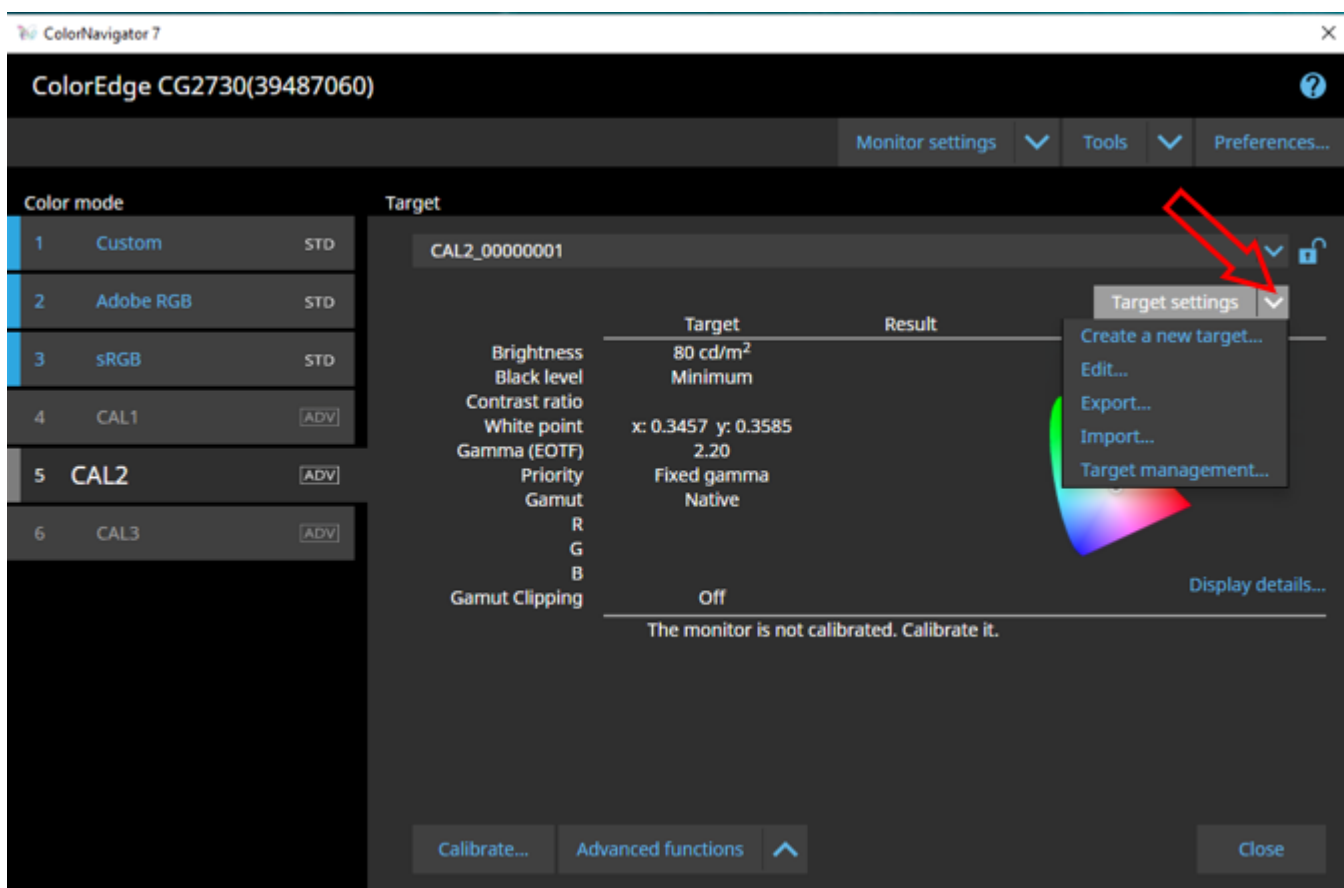 ColorNavigator 7
ColorEdge CG2730(39487060)
Monitor settings Tools Preferences...
Color mode
1 Custom STD
2 Adobe RGB STD
3 sRGB STD
4 CAL1 ADV
5 CAL2 ADV
6 CAL3 ADV
Target
CAL2_00000001
Target settings
Create a new target...
Edit...
Export...
Import...
Target management...
Target Result
Brightness 80 cd/m²
Black level Minimum
Contrast ratio
White point x: 0.3457 y: 0.3585
Gamma (EOTF) 2.20
Priority Fixed gamma
Gamut Native
R
G
B
Gamut Clipping Off
Display details...
The monitor is not calibrated. Calibrate it.
Calibrate... Advanced functions Close